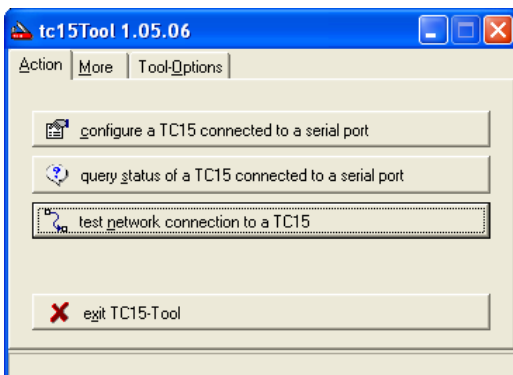 tc15Tool 1.05.06
Action More Tool-Options
configure a TC15 connected to a serial port
query status of a TC15 connected to a serial port
test network connection to a TC15
exit TC15-Tool